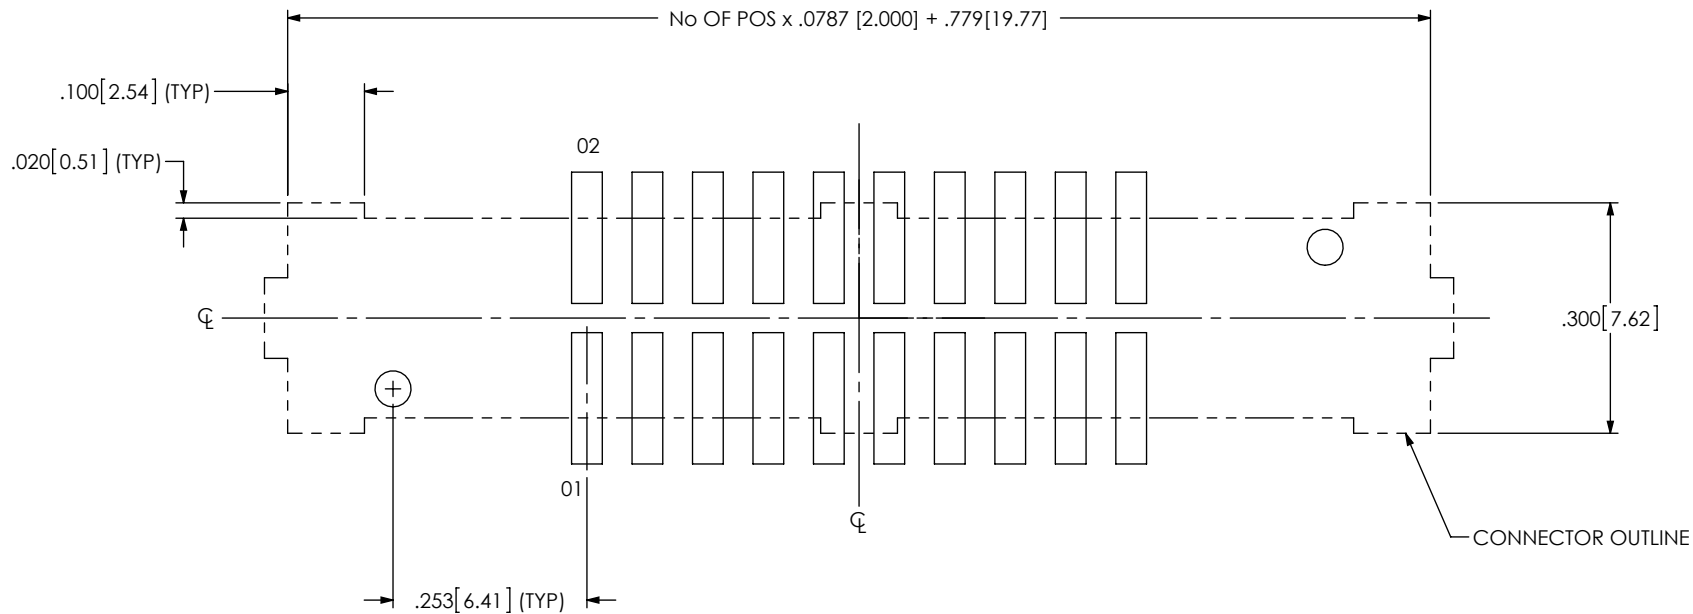 No OF POS x .0787 [2.000] + .779[19.77]
.100[2.54] (TYP)
.020[0.51] (TYP)
02
℄
.300[7.62]
01
℄
CONNECTOR OUTLINE
.253[6.41] (TYP)